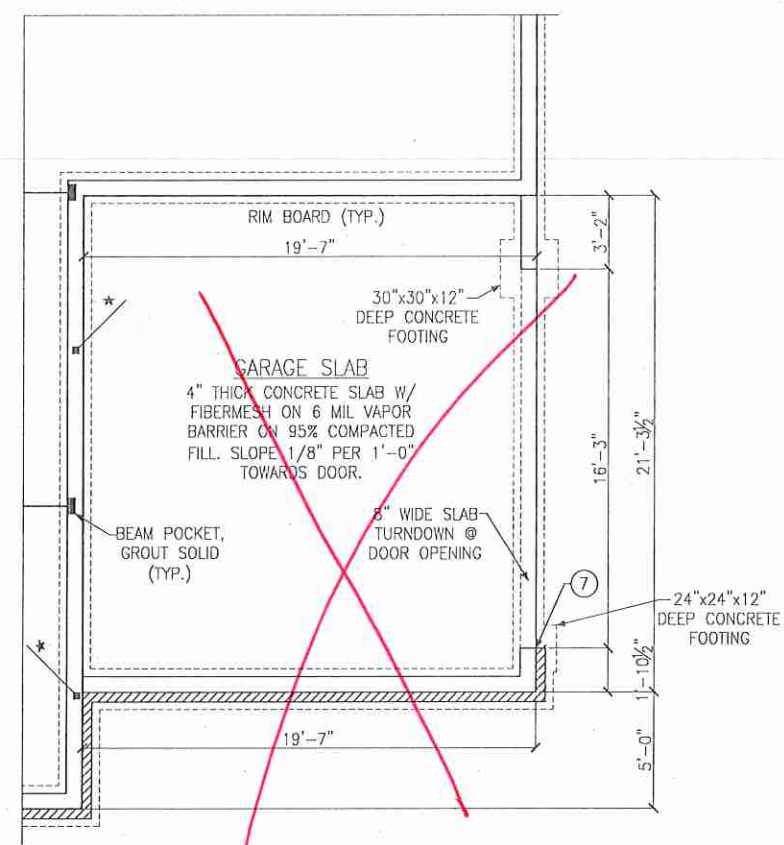 RIM BOARD (TYP.)
19'-7"
3'-2"
30"x30"x12"
DEEP CONCRETE
FOOTING
GARAGE SLAB
4" THICK CONCRETE SLAB W/
FIBERMESH ON 6 MIL VAPOR
BARRIER ON 95% COMPACTED
FILL. SLOPE 1/8" PER 1'-0"
TOWARDS DOOR.
16'-3"
21'-3½"
8" WIDE SLAB
TURNDOWN @
DOOR OPENING
BEAM POCKET,
GROUT SOLID
(TYP.)
7
24"x24"x12"
DEEP CONCRETE
FOOTING
1'-10½"
19'-7"
5'-0"